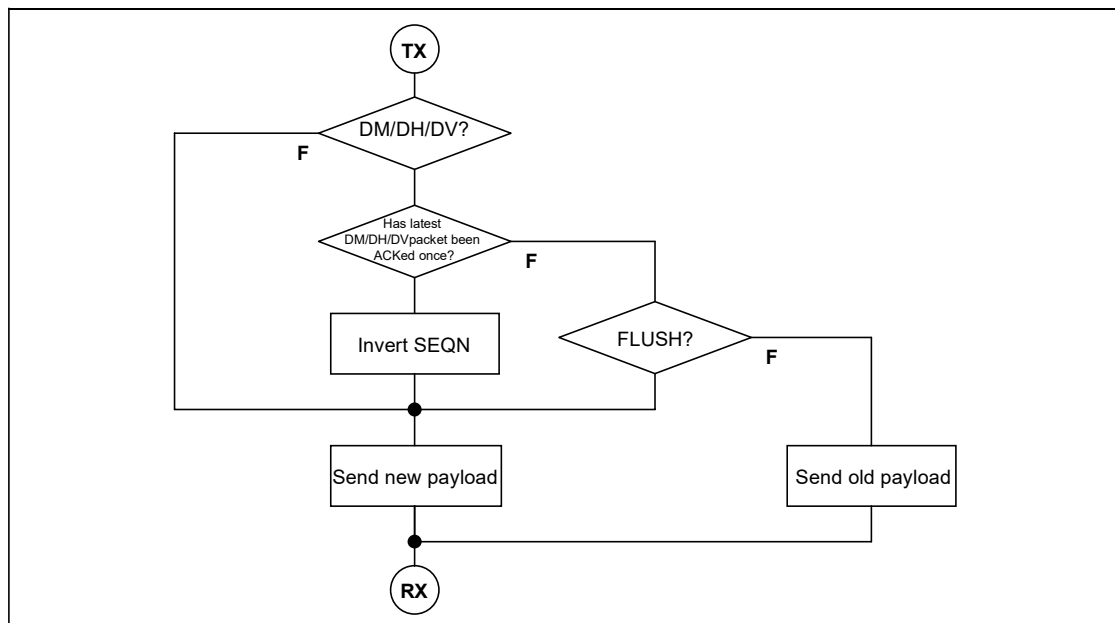 TX
DM/DH/DV?
F
Has latest
DM/DH/DVpacket been
ACKed once?
F
Invert SEQN
FLUSH?
F
Send new payload
Send old payload
RX